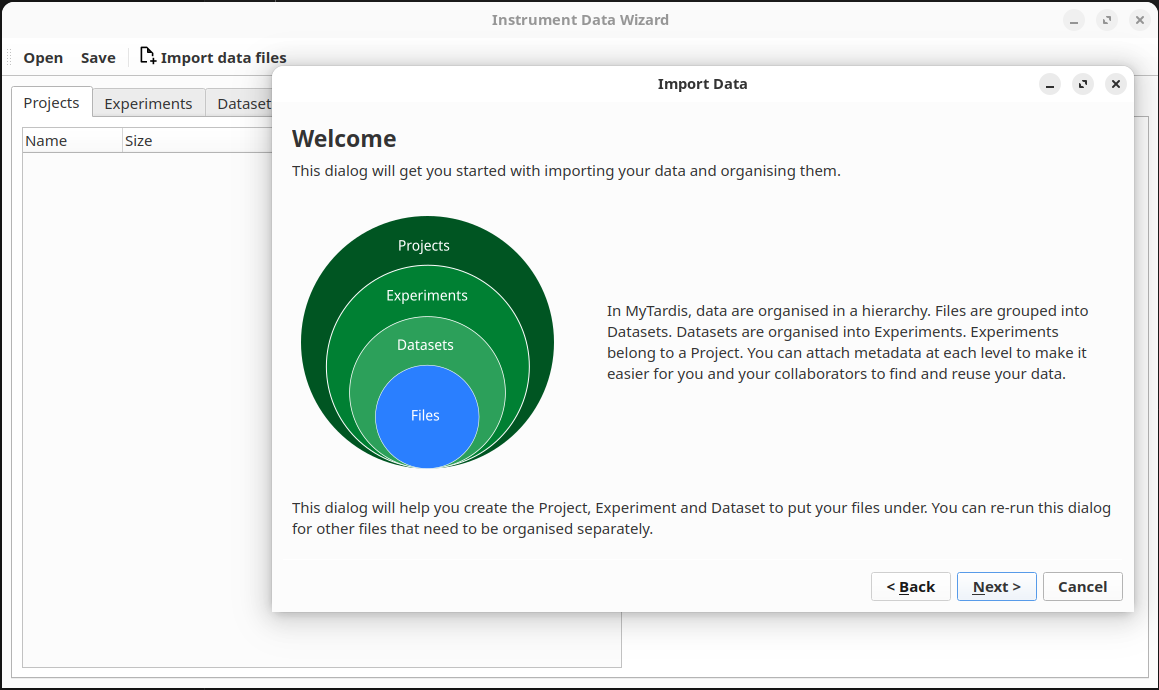 Instrument Data Wizard
Open Save Import data files
Projects Experiments Dataset
Name Size
Import Data
Welcome
This dialog will get you started with importing your data and organising them.
Projects
Experiments
Datasets
Files
In MyTardis, data are organised in a hierarchy. Files are grouped into
Datasets. Datasets are organised into Experiments. Experiments
belong to a Project. You can attach metadata at each level to make it
easier for you and your collaborators to find and reuse your data.
This dialog will help you create the Project, Experiment and Dataset to put your files under. You can re-run this dialog
for other files that need to be organised separately.
< Back Next > Cancel